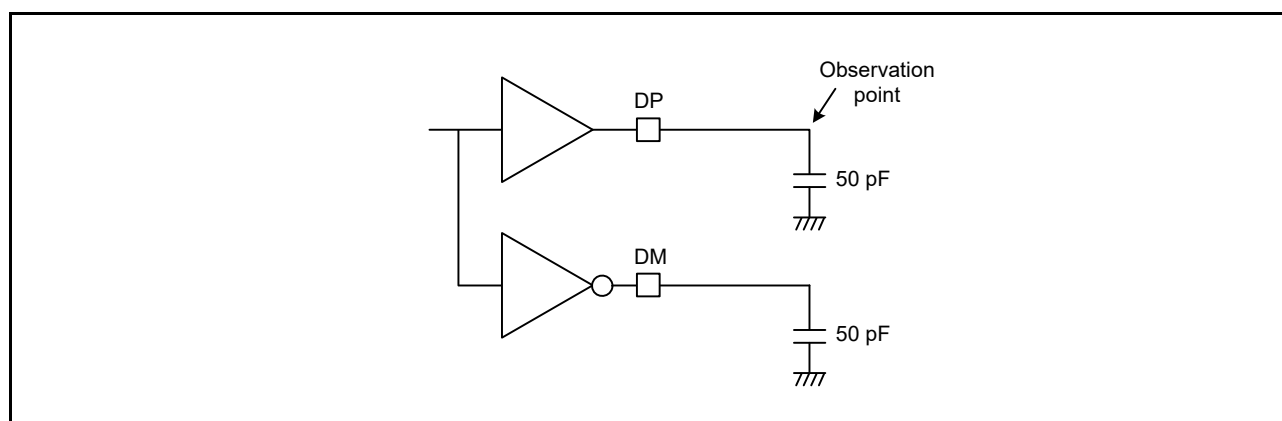 Observation
point
DP
50 pF
DM
50 pF